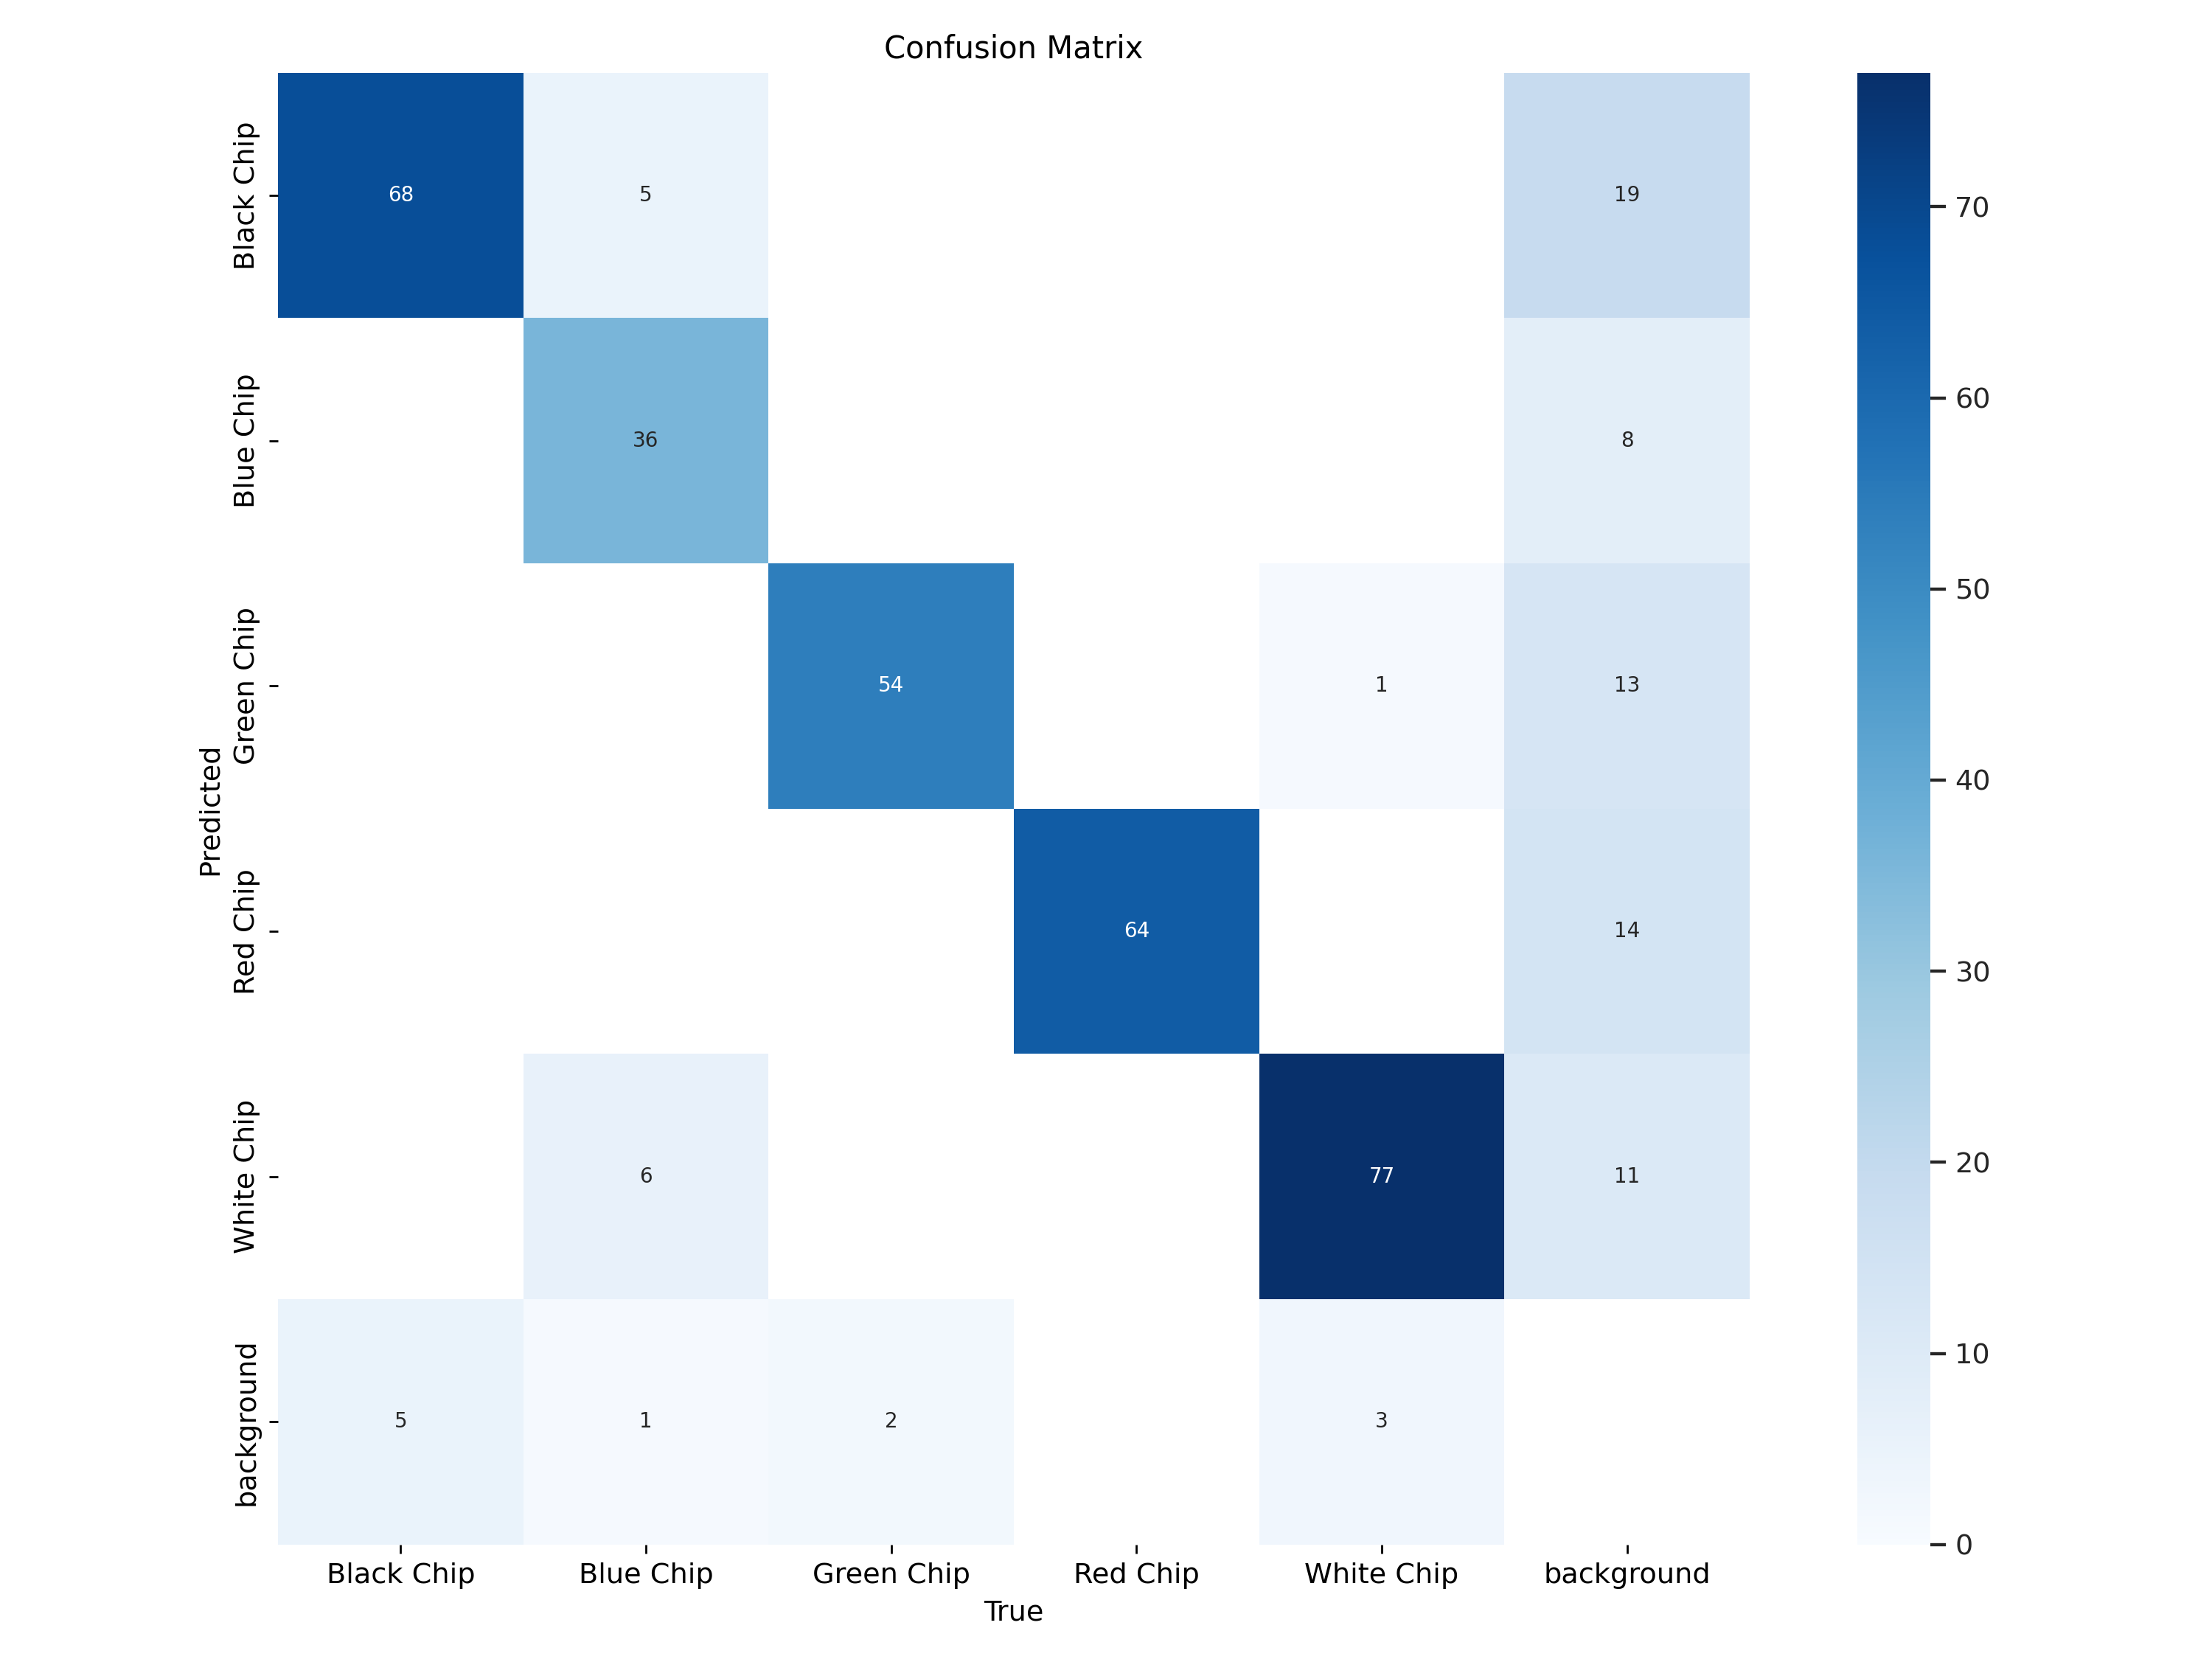 Confusion Matrix
Black Chip
68
5
19
70
60
Blue Chip
36
8
50
Green Chip
54
1
13
40
Predicted
Red Chip
64
14
30
White Chip
6
77
11
20
10
background
5
1
2
3
0
Black Chip Blue Chip Green Chip Red Chip White Chip background
True